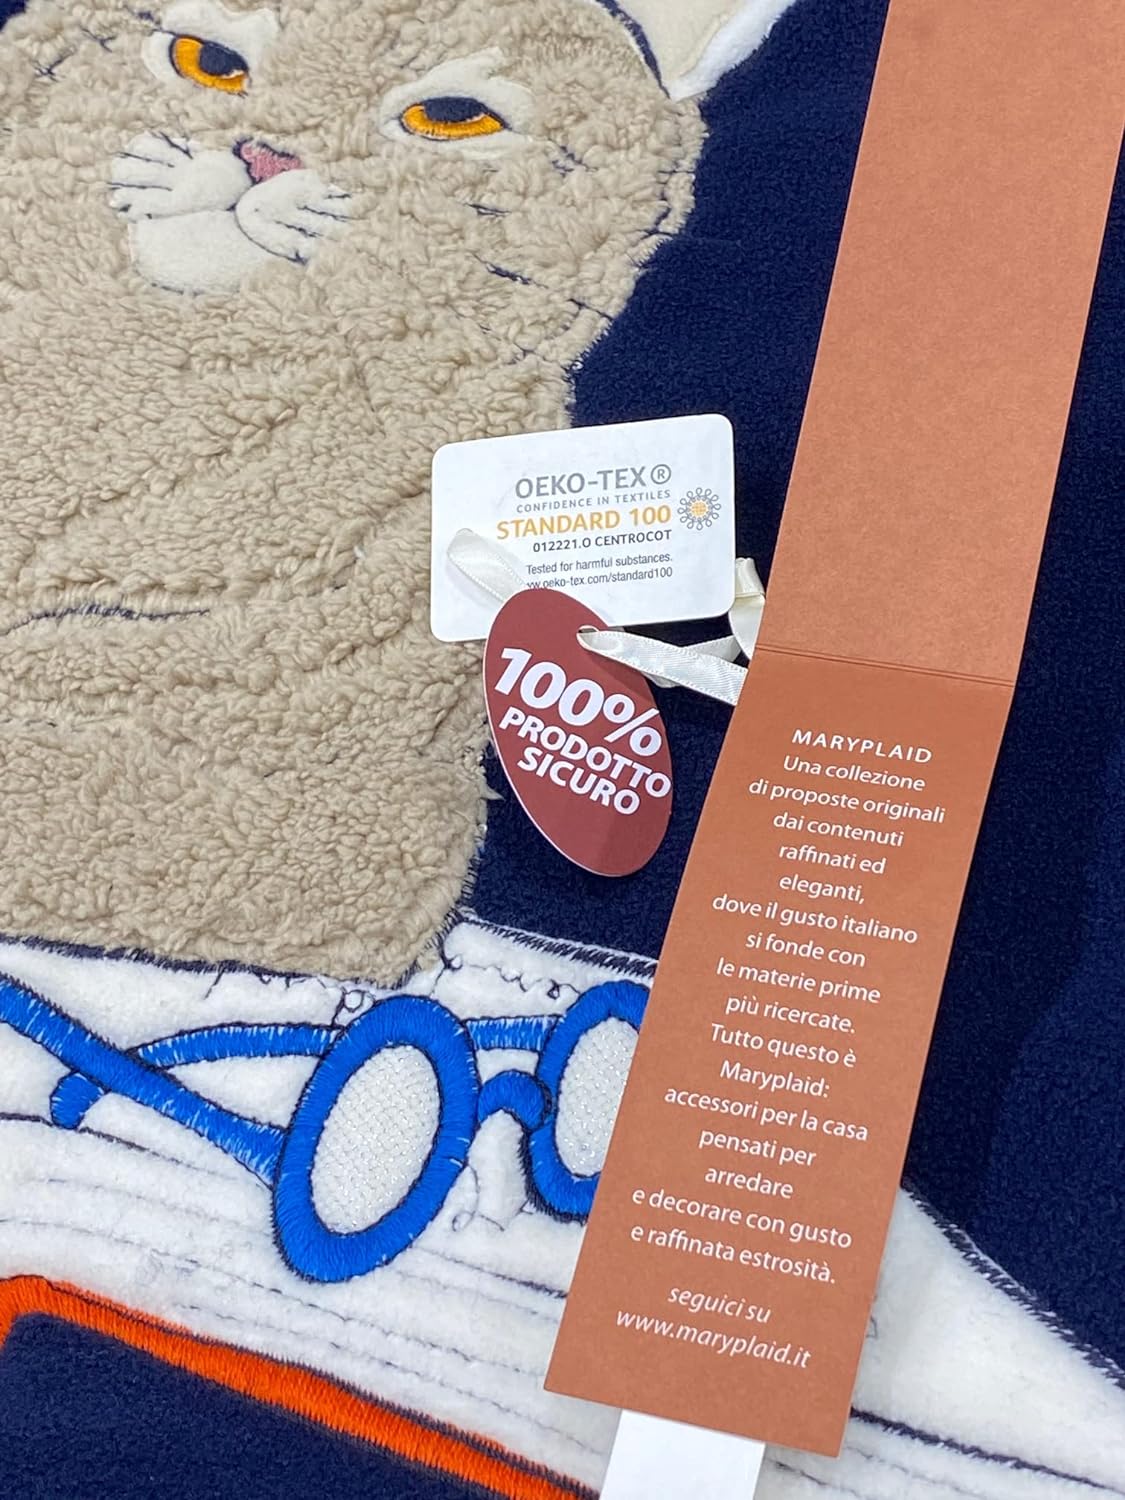 OEKO-TEX®
CONFIDENCE IN TEXTILES
STANDARD 100
012221.O CENTROCOT
Tested for harmful substances.
w.oeko-tex.com/standard100
100%
PRODOTTO
SICURO
MARYPLAID
Una collezione
di proposte originali
dai contenuti
raffinati ed
eleganti,
dove il gusto italiano
si fonde con
le materie prime
più ricercate.
Tutto questo è
Maryplaid:
accessori per la casa
pensati per
arredare
e decorare con gusto
e raffinata estrosità.
seguici su
www.maryplaid.it